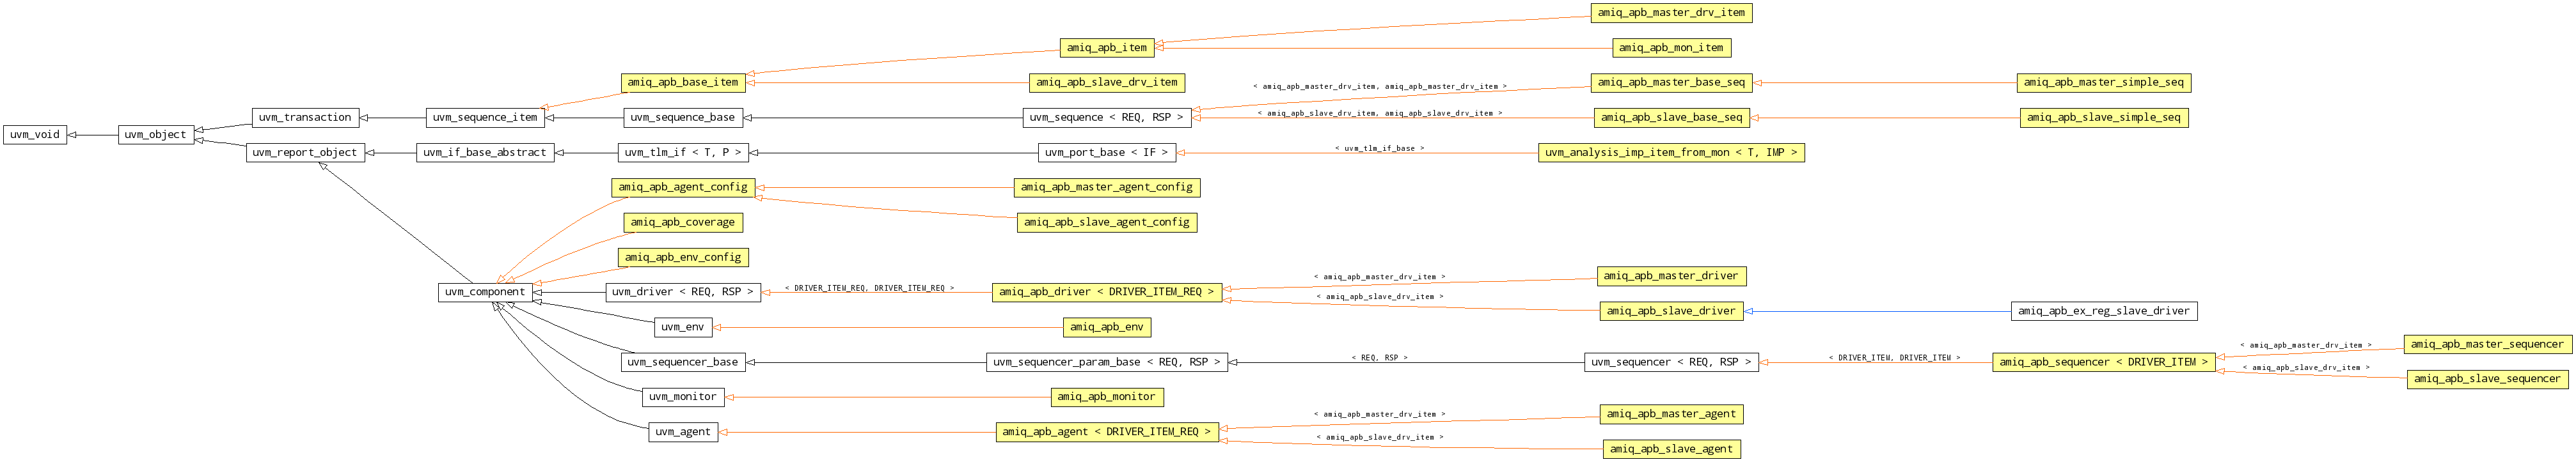 amiq_apb_master_drv_item
amiq_apb_item
amiq_apb_mon_item
amiq_apb_base_item
amiq_apb_slave_drv_item
< amiq_apb_master_drv_item, amiq_apb_master_drv_item >
amiq_apb_master_base_seq
amiq_apb_master_simple_seq
uvm_void
uvm_object
uvm_transaction
uvm_sequence_item
uvm_sequence_base
uvm_sequence < REQ, RSP >
< amiq_apb_slave_drv_item, amiq_apb_slave_drv_item >
amiq_apb_slave_base_seq
amiq_apb_slave_simple_seq
uvm_report_object
uvm_if_base_abstract
uvm_tlm_if < T, P >
uvm_port_base < IF >
< uvm_tlm_if_base >
uvm_analysis_imp_item_from_mon < T, IMP >
amiq_apb_agent_config
amiq_apb_master_agent_config
amiq_apb_coverage
amiq_apb_slave_agent_config
amiq_apb_env_config
uvm_component
uvm_driver < REQ, RSP >
< DRIVER_ITEM_REQ, DRIVER_ITEM_REQ >
amiq_apb_driver < DRIVER_ITEM_REQ >
< amiq_apb_master_drv_item >
amiq_apb_master_driver
< amiq_apb_slave_drv_item >
amiq_apb_slave_driver
amiq_apb_ex_reg_slave_driver
uvm_env
amiq_apb_env
uvm_sequencer_base
uvm_sequencer_param_base < REQ, RSP >
< REQ, RSP >
uvm_sequencer < REQ, RSP >
< DRIVER_ITEM, DRIVER_ITEM >
amiq_apb_sequencer < DRIVER_ITEM >
< amiq_apb_master_drv_item >
amiq_apb_master_sequencer
< amiq_apb_slave_drv_item >
amiq_apb_slave_sequencer
uvm_monitor
amiq_apb_monitor
uvm_agent
amiq_apb_agent < DRIVER_ITEM_REQ >
< amiq_apb_master_drv_item >
amiq_apb_master_agent
< amiq_apb_slave_drv_item >
amiq_apb_slave_agent